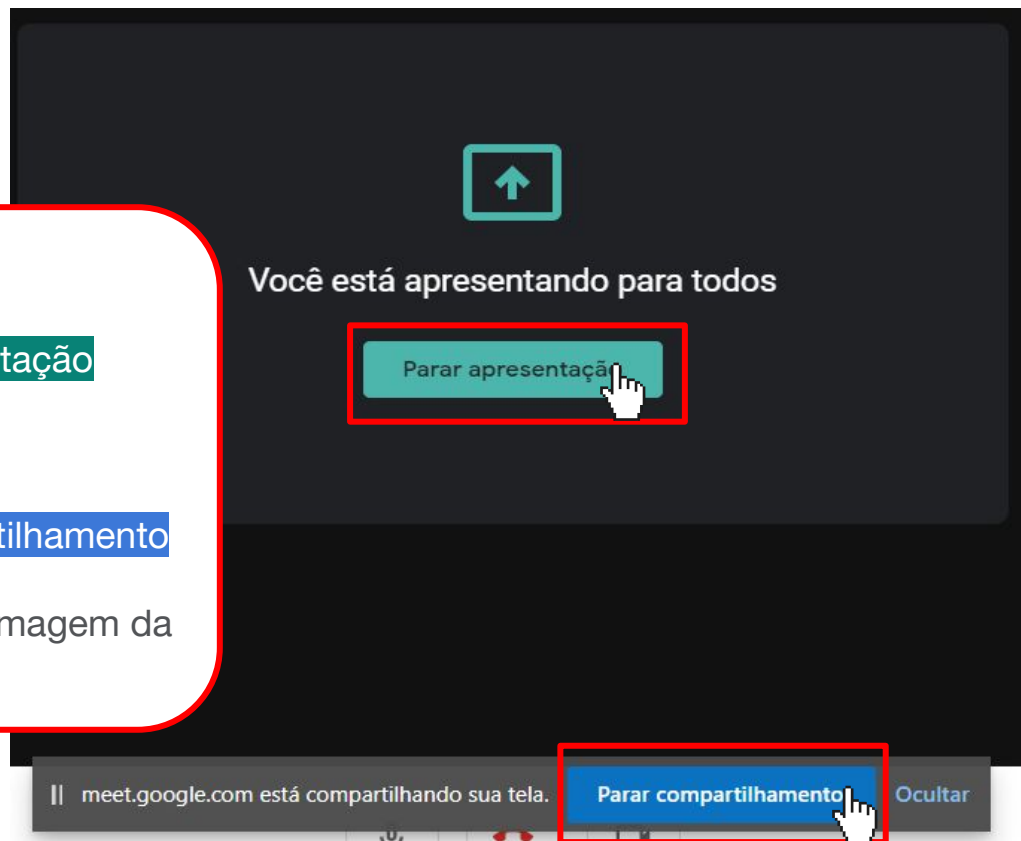 Você está apresentando para todos
Parar apresentação
tação
tilhamento
magem da
meet.google.com está compartilhando sua tela. Parar compartilhamento Ocultar